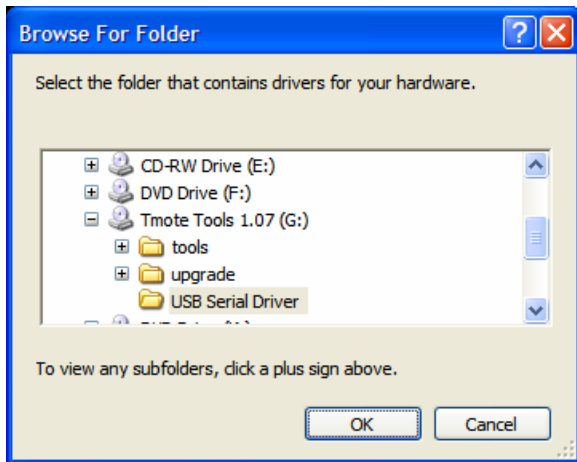 Browse For Folder
Select the folder that contains drivers for your hardware.
CD-RW Drive (E:)
DVD Drive (F:)
Tmote Tools 1.07 (G:)
tools
upgrade
USB Serial Driver
To view any subfolders, click a plus sign above.
OK Cancel